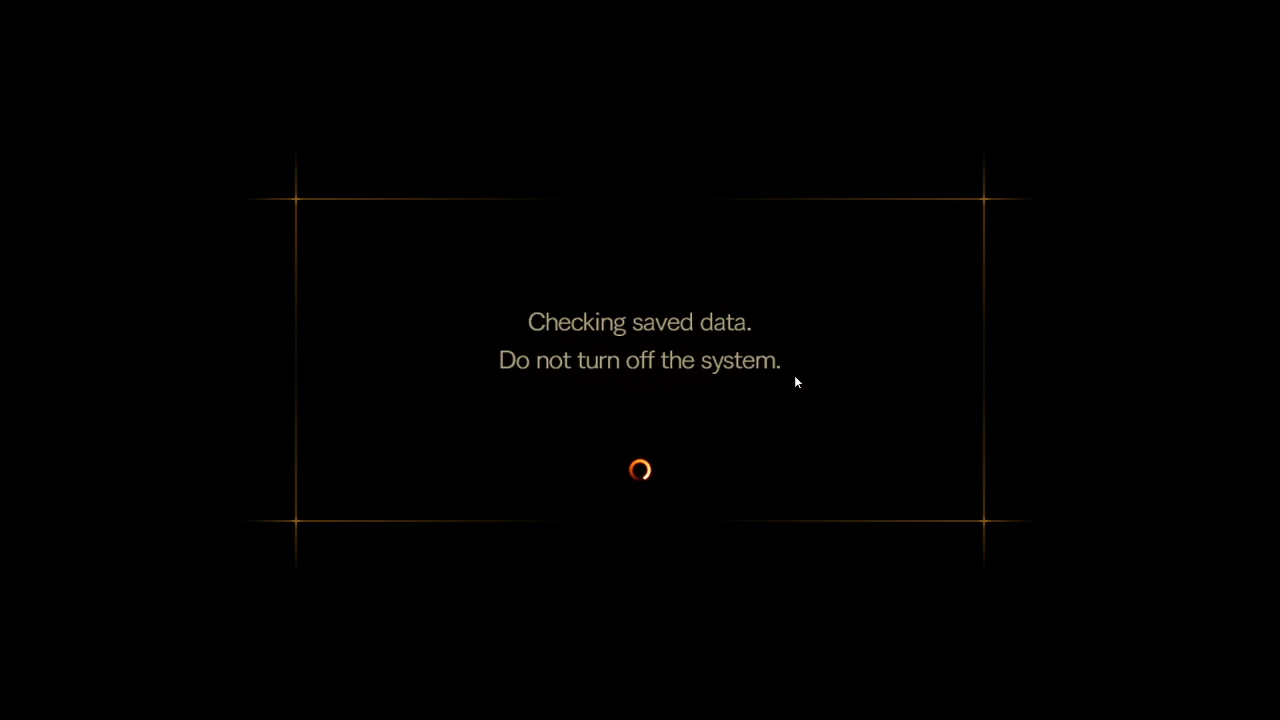 Checking saved data.
Do not turn off the system.